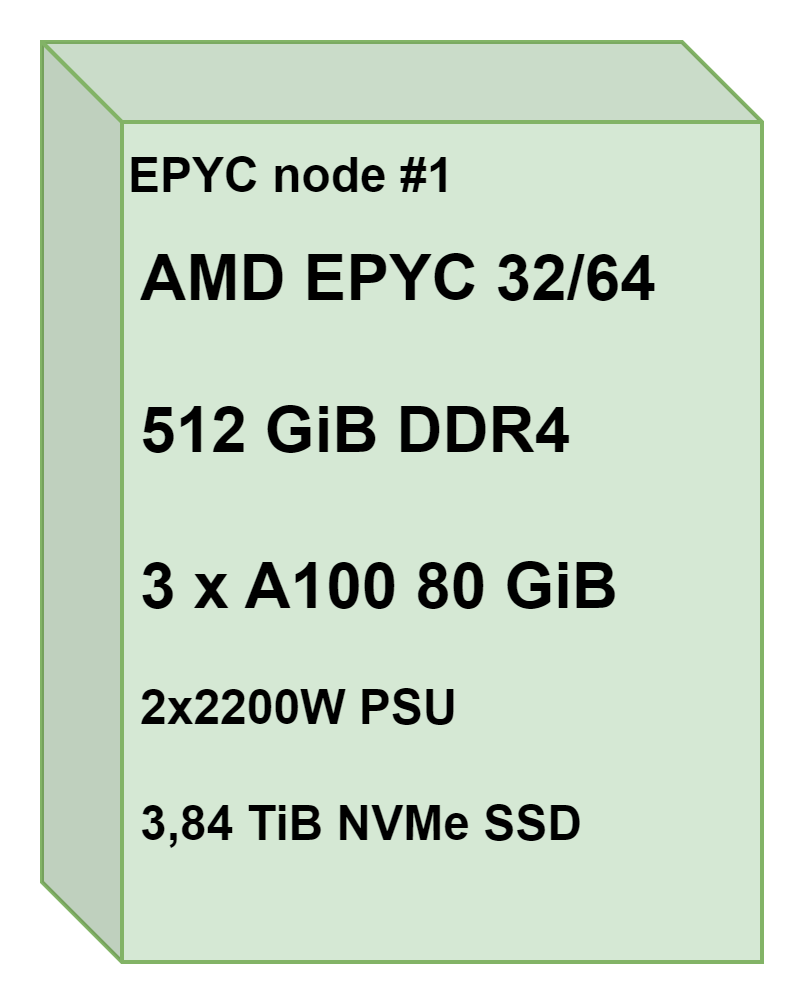 EPYC node #1
AMD EPYC 32/64
512 GiB DDR4
3 x A100 80 GiB
2x2200W PSU
3,84 TiB NVMe SSD